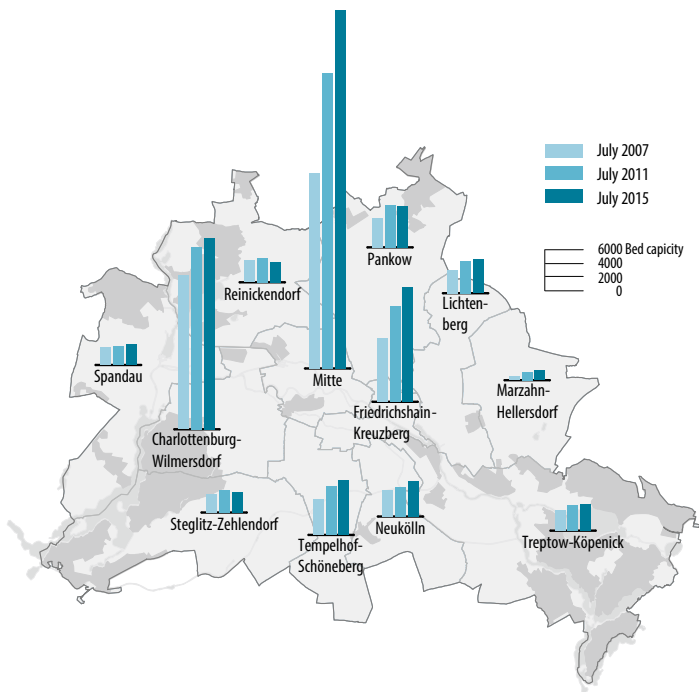 July 2007
July 2011
July 2015
6000 Bed capicity
4000
2000
0
Pankow
Reinickendorf
Lichten-
berg
Spandau
Mitte
Marzahn-
Hellersdorf
Friedrichshain-
Kreuzberg
Charlottenburg-
Wilmersdorf
Steglitz-Zehlendorf
Neukölln
Tempelhof-
Schöneberg
Treptow-Köpenick